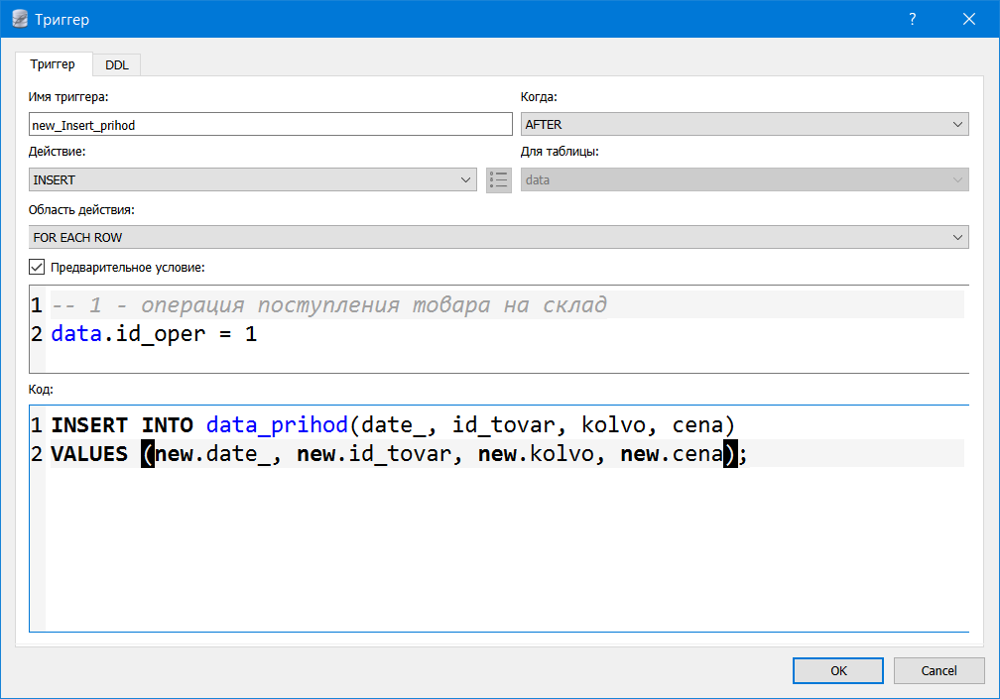 Триггер
?
Триггер DDL
Имя триггера: Когда:
new_Insert_prihod AFTER
Действие: Для таблицы:
INSERT data
Область действия:
FOR EACH ROW
Предварительное условие:
1 -- 1 - операция поступления товара на склад
2 data.id_oper = 1
Код:
1 INSERT INTO data_prihod(date_, id_tovar, kolvo, cena)
2 VALUES (new.date_, new.id_tovar, new.kolvo, new.cena);
OK Cancel